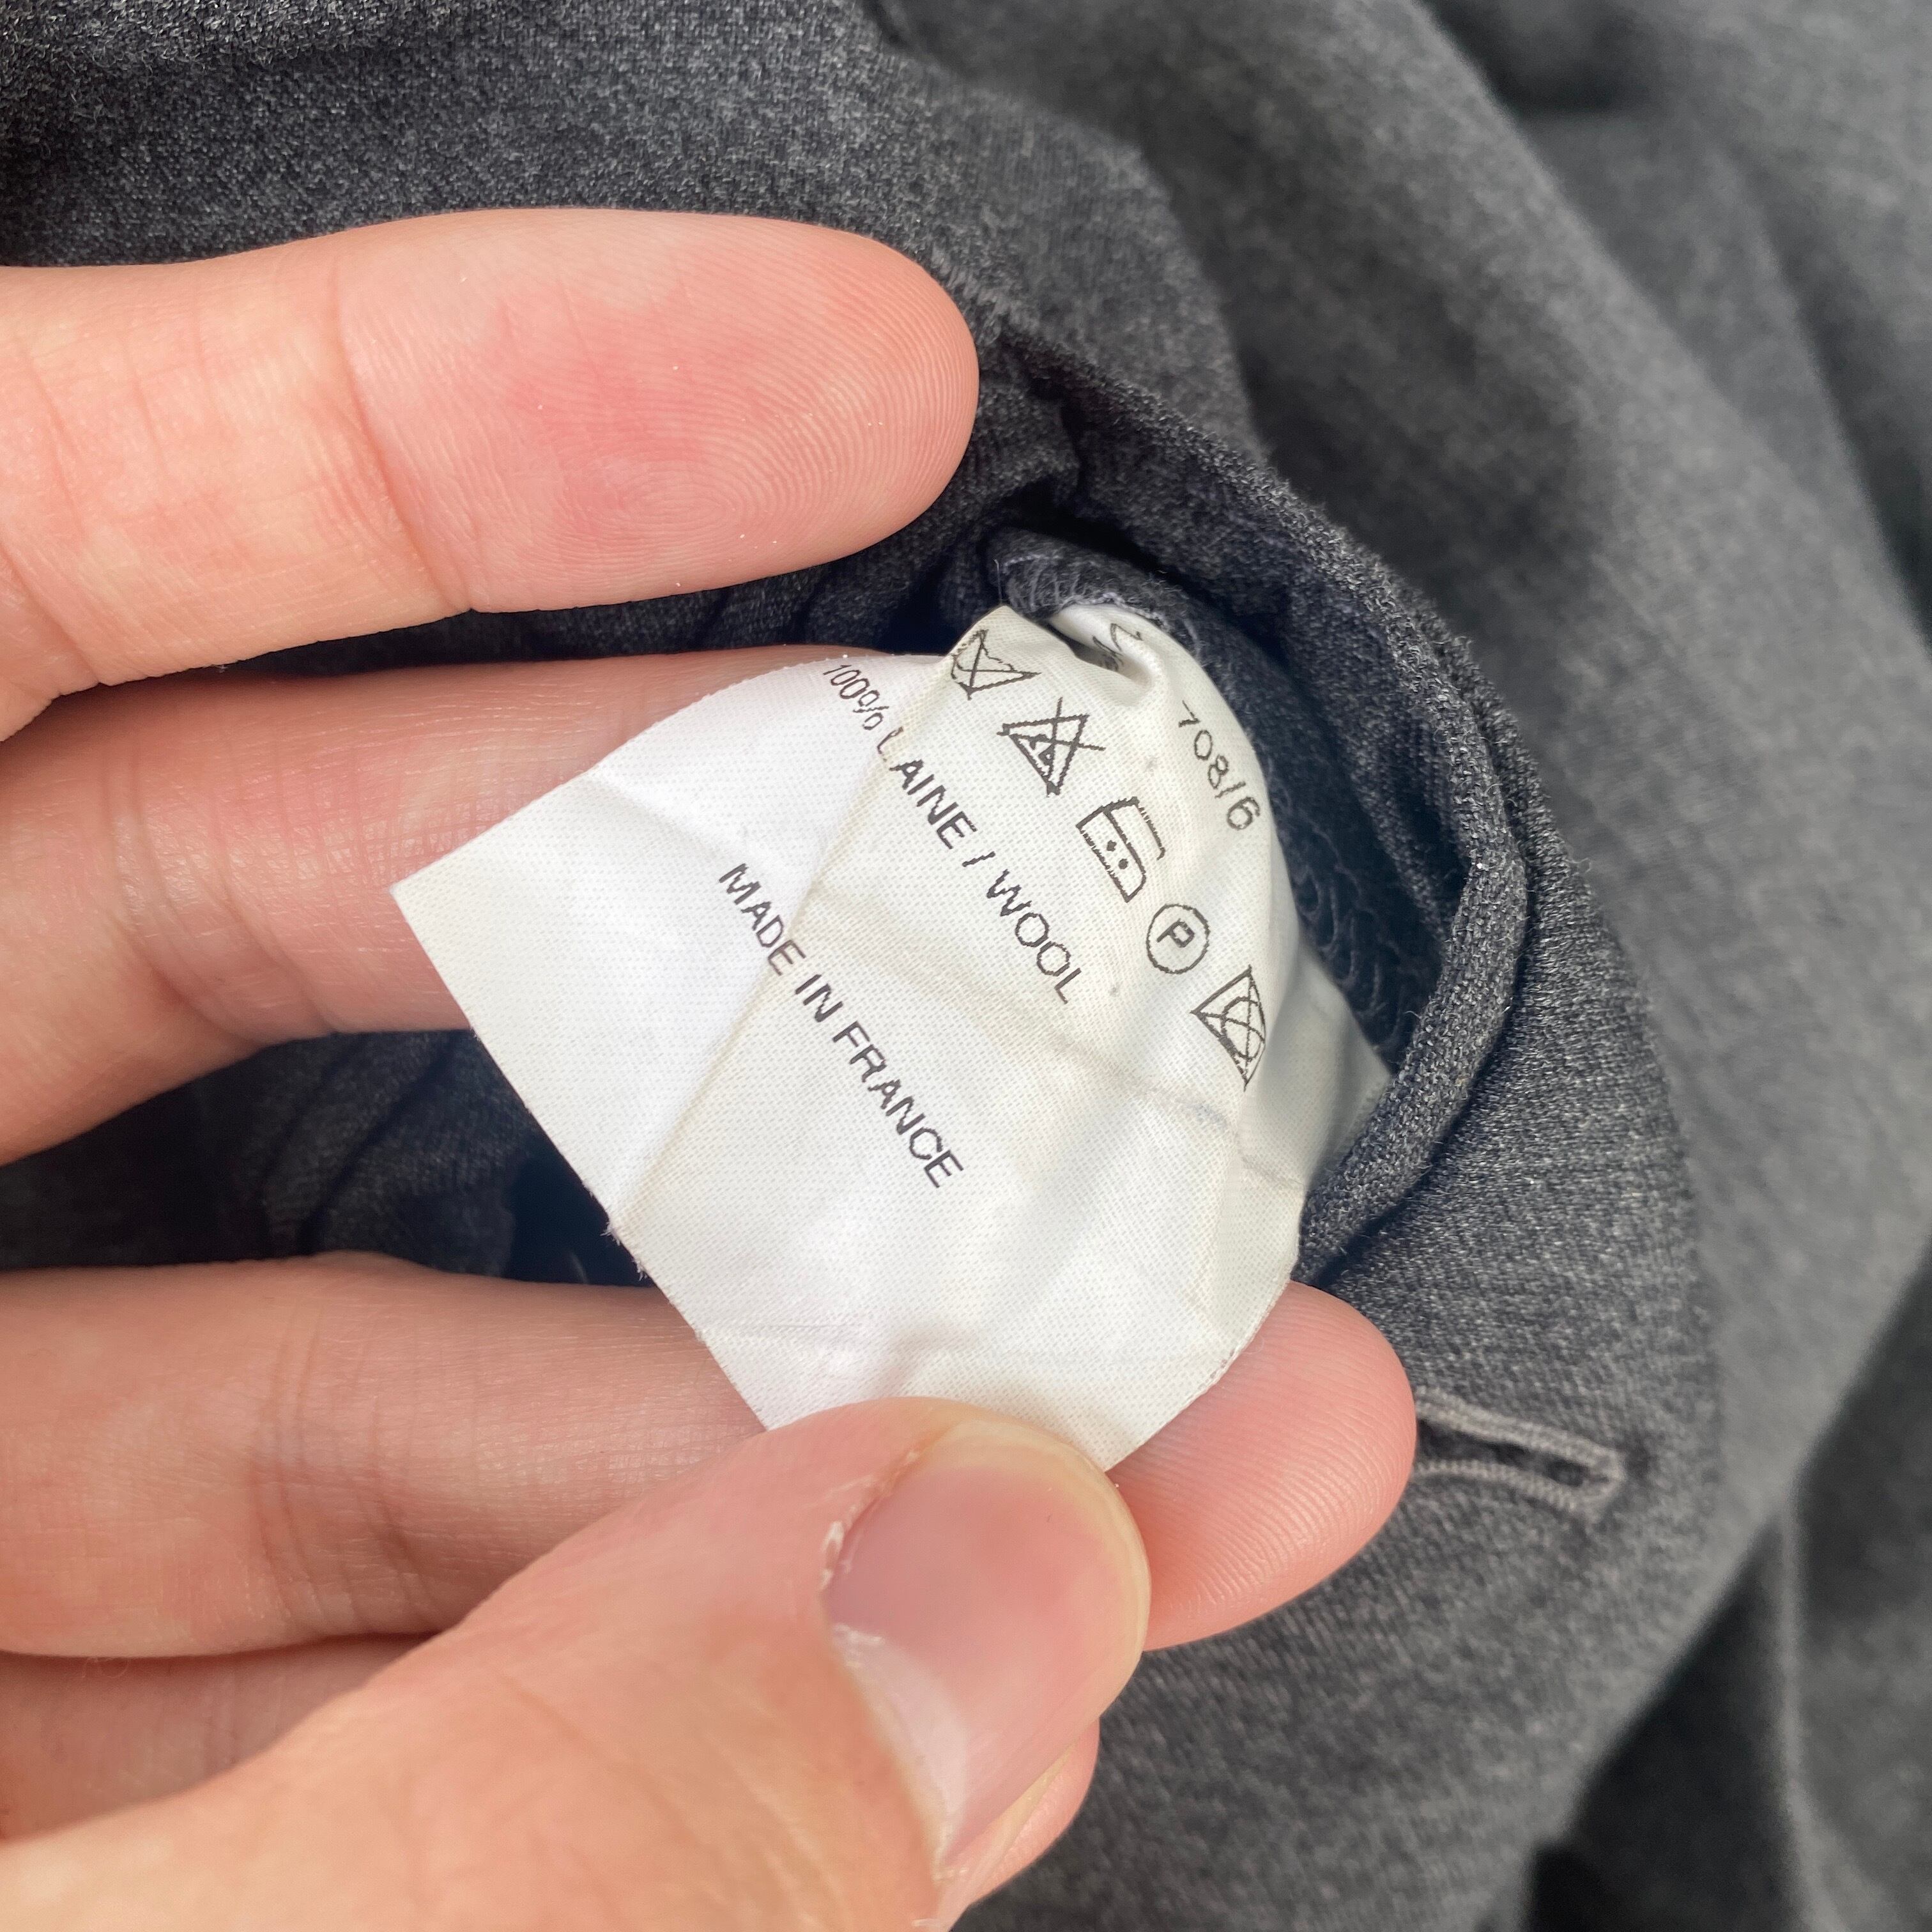 708/6
P
100% LAINE / WOOL
MADE IN FRANCE